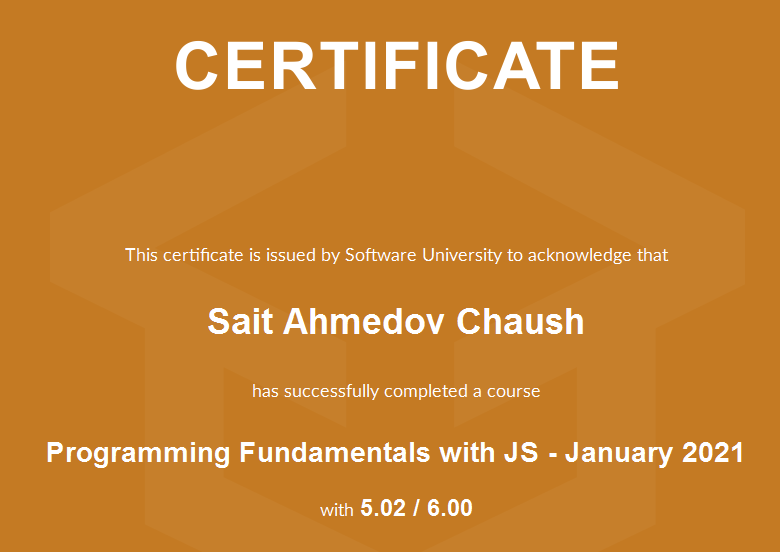 CERTIFICATE
This certificate is issued by Software University to acknowledge that
Sait Ahmedov Chaush
has successfully completed a course
Programming Fundamentals with JS - January 2021
with 5.02 / 6.00